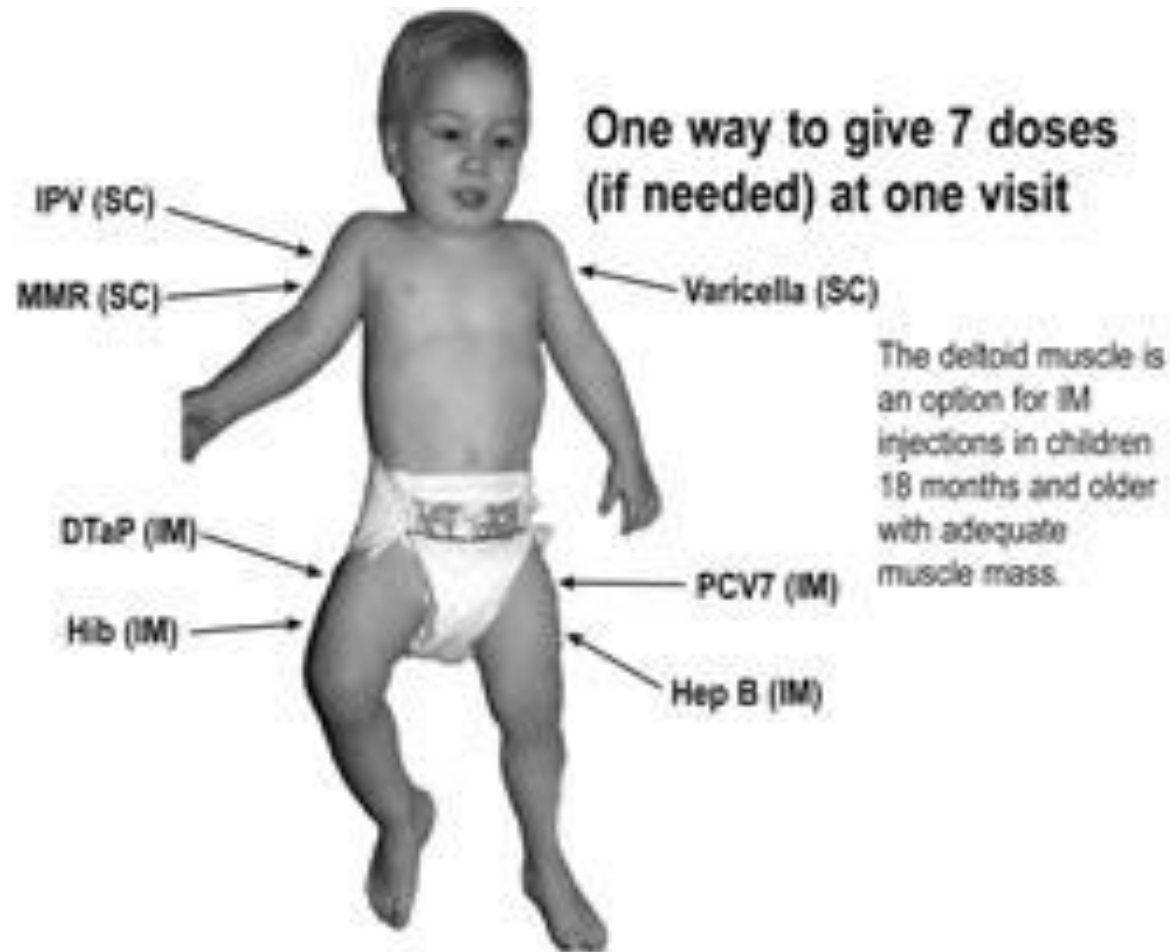 One way to give 7 doses
(if needed) at one visit
IPV (SC)
MMR (SC)
Varicella (SC)
The deltoid muscle is
an option for IM
injections in children
18 months and older
with adequate
muscle mass.
DTaP (IM)
Hib (IM)
PCV7 (IM)
Hep B (IM)